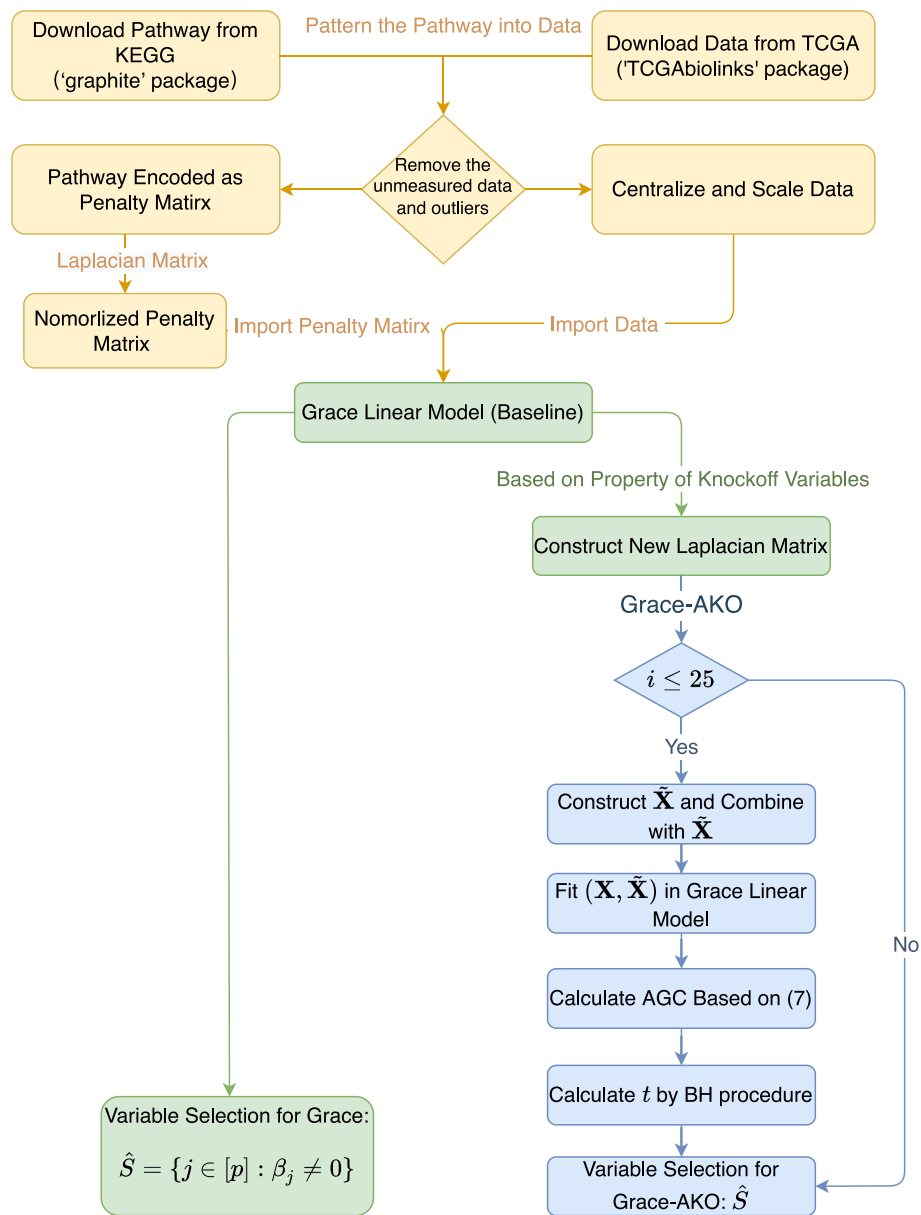 Download Pathway from
KEGG
('graphite' package)
Pattern the Pathway into Data
Download Data from TCGA
('TCGAbiolinks' package)
Remove the
unmeasured data
and outliers
Pathway Encoded as
Penalty Matirx
Centralize and Scale Data
Laplacian Matrix
Nomorlized Penalty
Matrix
Import Penalty Matirx
Import Data
Grace Linear Model (Baseline)
Based on Property of Knockoff Variables
Construct New Laplacian Matrix
Grace-AKO
i ≤ 25
Yes
No
Construct X̃ and Combine
with X̃
Fit (X, X̃) in Grace Linear
Model
Calculate AGC Based on (7)
Calculate t by BH procedure
Variable Selection for
Grace-AKO: Ŝ
Variable Selection for Grace:
Ŝ = {j ∈ [p] : β_j ≠ 0}